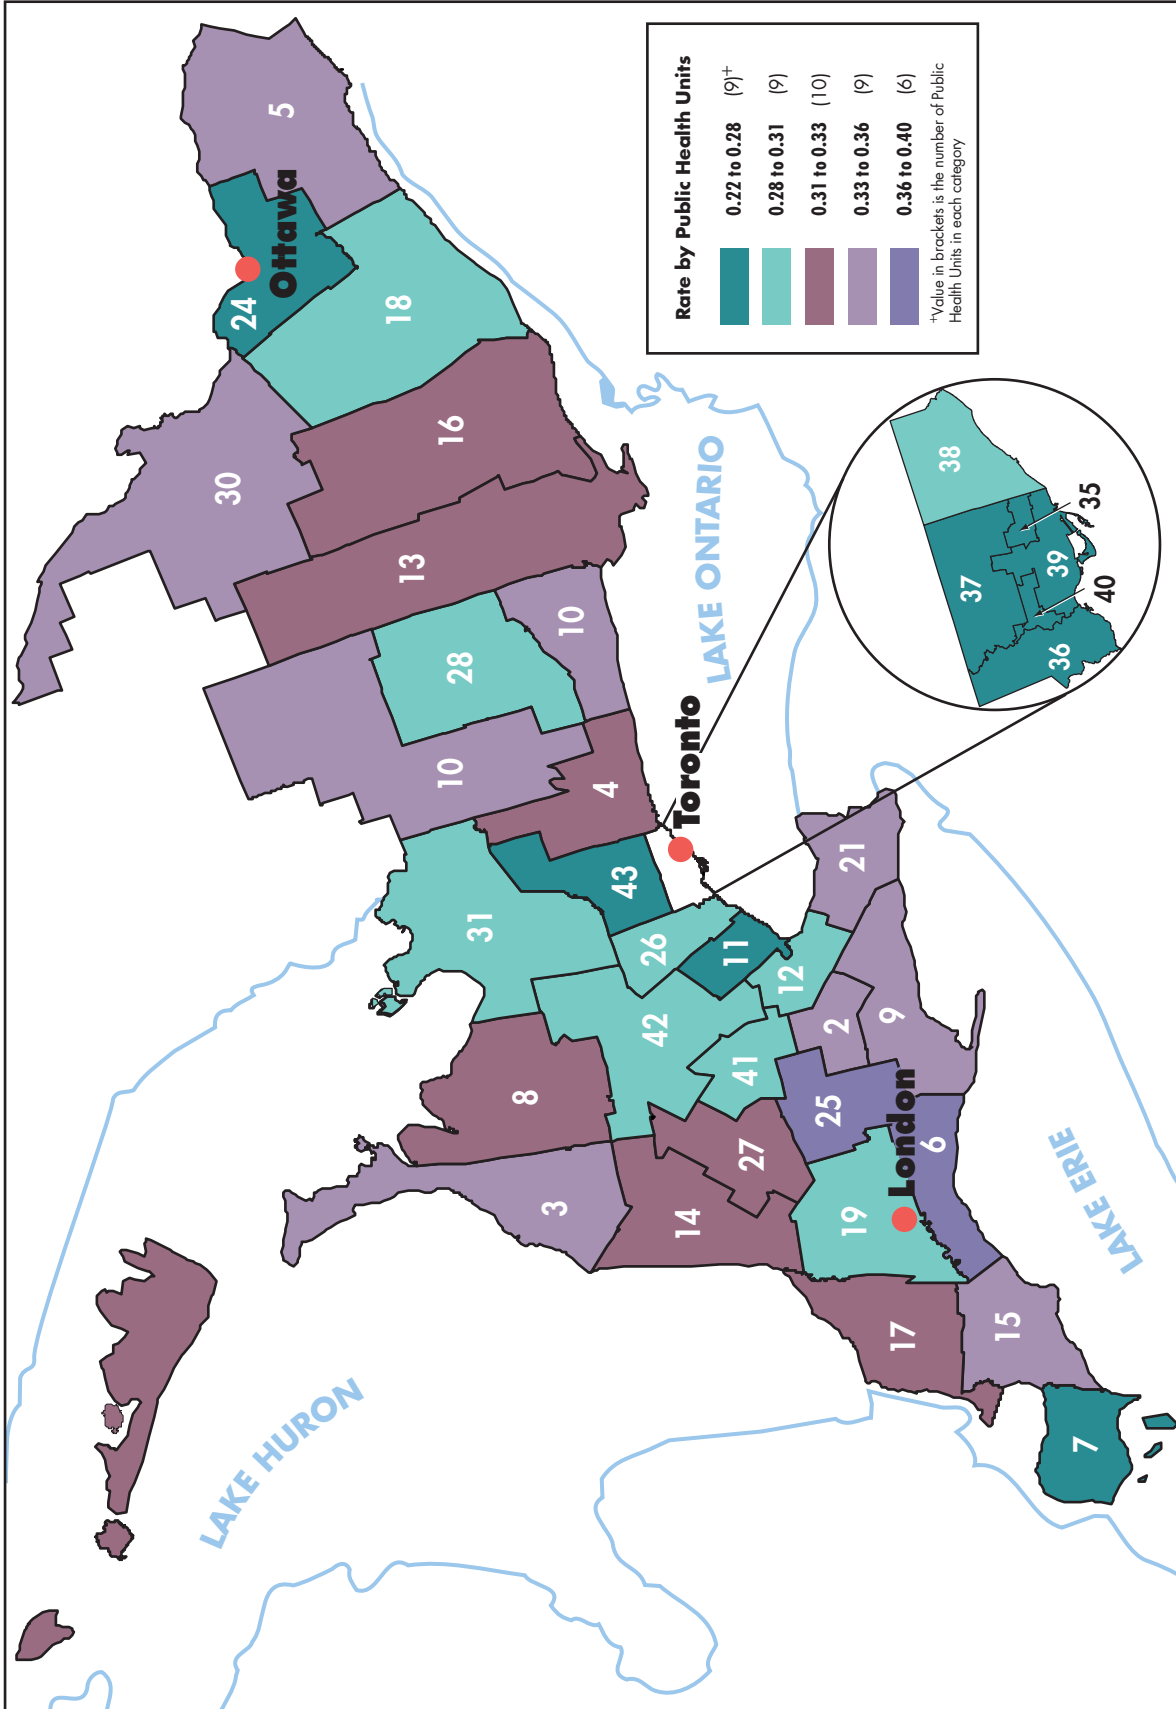 5
Ottawa
24
18
30
16
13
10
28
10
4
Toronto
43
31
26
11
12
21
42
41
2
9
8
25
London
6
27
3
14
19
17
15
7
LAKE ONTARIO
LAKE ERIE
LAKE HURON
38
37
35
39
40
36
Rate by Public Health Units
0.22 to 0.28 (9)+
0.28 to 0.31 (9)
0.31 to 0.33 (10)
0.33 to 0.36 (9)
0.36 to 0.40 (6)
+Value in brackets is the number of Public
Health Units in each category